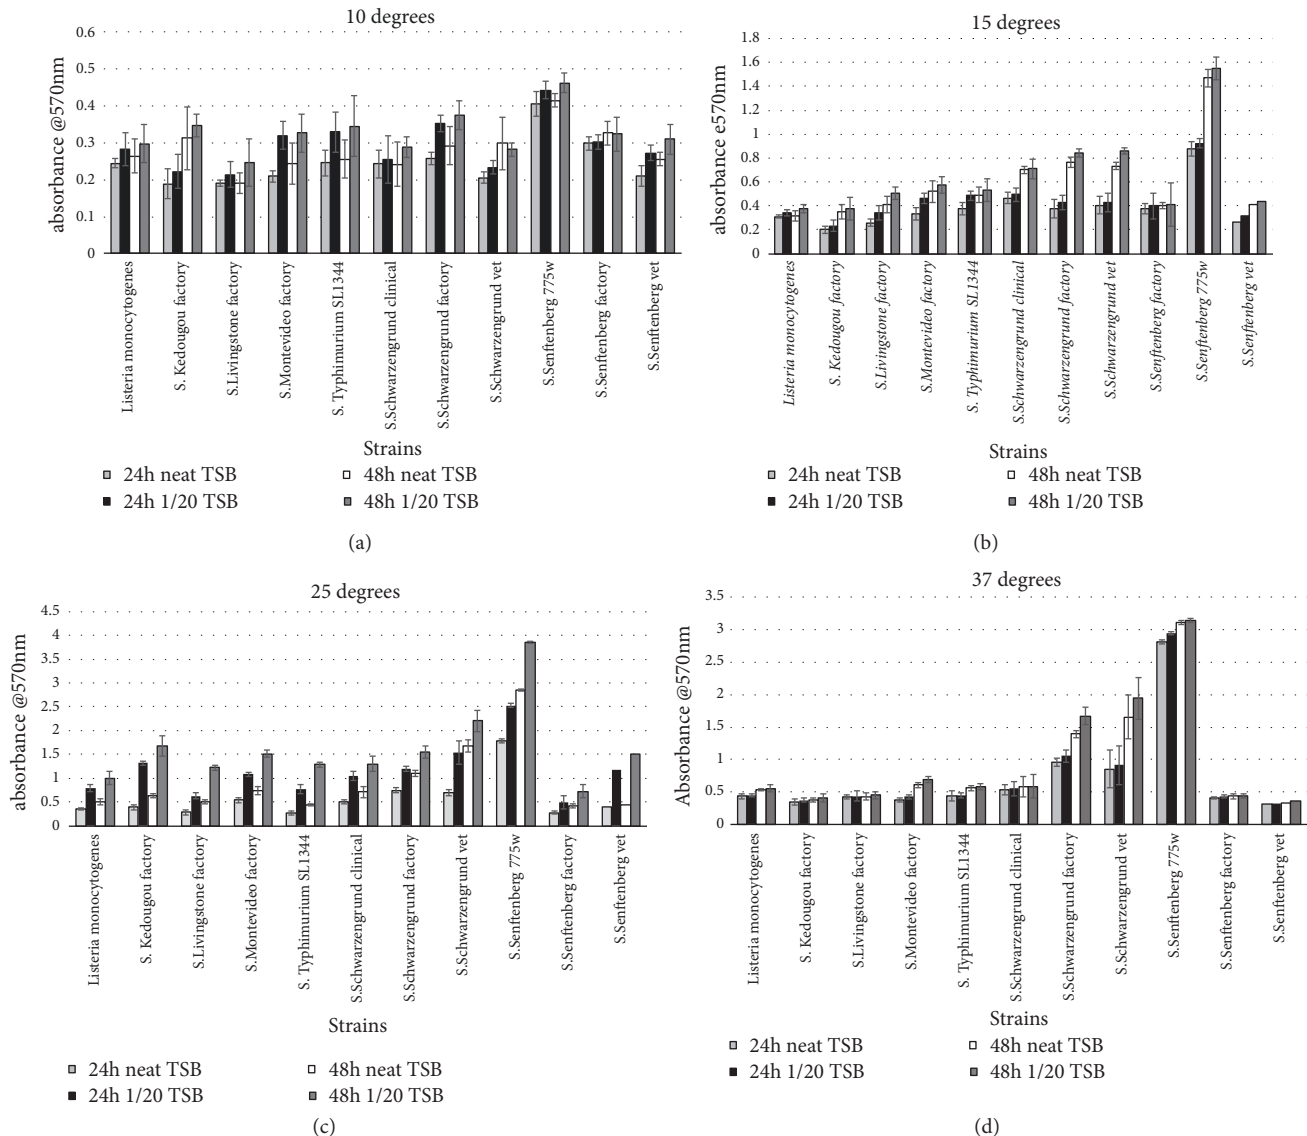 10 degrees
absorbance @570nm
0.6
0.5
0.4
0.3
0.2
0.1
0
Listeria monocytogenes
S. Kedougou factory
S.Livingstone factory
S.Montevideo factory
S. Typhimurium SL1344
S.Schwarzengrund clinical
S.Schwarzengrund factory
S.Schwarzengrund vet
S.Senftenberg 775w
S.Senftenberg factory
S.Senftenberg vet
Strains
24h neat TSB
48h neat TSB
24h 1/20 TSB
48h 1/20 TSB
(a)
15 degrees
absorbance e570nm
1.8
1.6
1.4
1.2
1
0.8
0.6
0.4
0.2
0
Listeria monocytogenes
S. Kedougou factory
S.Livingstone factory
S.Montevideo factory
S. Typhimurium SL1344
S.Schwarzengrund clinical
S.Schwarzengrund factory
S.Schwarzengrund vet
S.Senftenberg factory
S.Senftenberg 775w
S.Senftenberg vet
Strains
24h neat TSB
48h neat TSB
24h 1/20 TSB
48h 1/20 TSB
(b)
25 degrees
absorbance @570nm
4.5
4
3.5
3
2.5
2
1.5
1
0.5
0
Listeria monocytogenes
S. Kedougou factory
S.Livingstone factory
S.Montevideo factory
S. Typhimurium SL1344
S.Schwarzengrund clinical
S.Schwarzengrund factory
S.Schwarzengrund vet
S.Senftenberg 775w
S.Senftenberg factory
S.Senftenberg vet
Strains
24h neat TSB
48h neat TSB
24h 1/20 TSB
48h 1/20 TSB
(c)
37 degrees
Absorbance @570nm
3.5
3
2.5
2
1.5
1
0.5
0
Listeria monocytogenes
S. Kedougou factory
S.Livingstone factory
S.Montevideo factory
S. Typhimurium SL1344
S.Schwarzengrund clinical
S.Schwarzengrund factory
S.Schwarzengrund vet
S.Senftenberg 775w
S.Senftenberg factory
S.Senftenberg vet
Strains
24h neat TSB
48h neat TSB
24h 1/20 TSB
48h 1/20 TSB
(d)